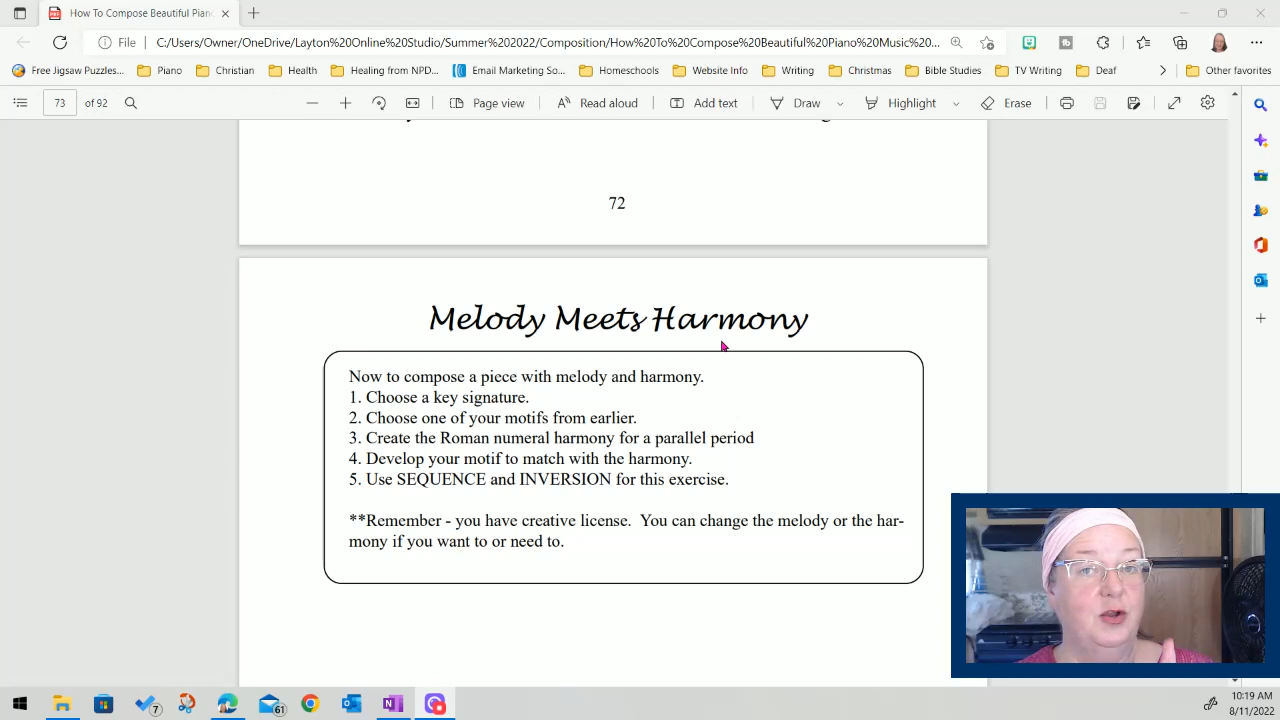 How To Compose Beautiful Pian
File
C:/Users/Owner/OneDrive/Layton%20Online%20Studio/Summer%202022/Composition/How%20To%20Compose%20Beautiful%20Piano%20Music%20...
Free Jigsaw Puzzles...
Piano
Christian
Health
Healing from NPD...
Email Marketing So...
Homeschools
Website Info
Writing
Christmas
Bible Studies
TV Writing
Deaf
Other favorites
73 of 92
Page view
Read aloud
Add text
Draw
Highlight
Erase
72
Melody Meets Harmony
Now to compose a piece with melody and harmony.
1. Choose a key signature.
2. Choose one of your motifs from earlier.
3. Create the Roman numeral harmony for a parallel period
4. Develop your motif to match with the harmony.
5. Use SEQUENCE and INVERSION for this exercise.
**Remember - you have creative license. You can change the melody or the har-
mony if you want to or need to.
7
61
10:19 AM
8/11/2022